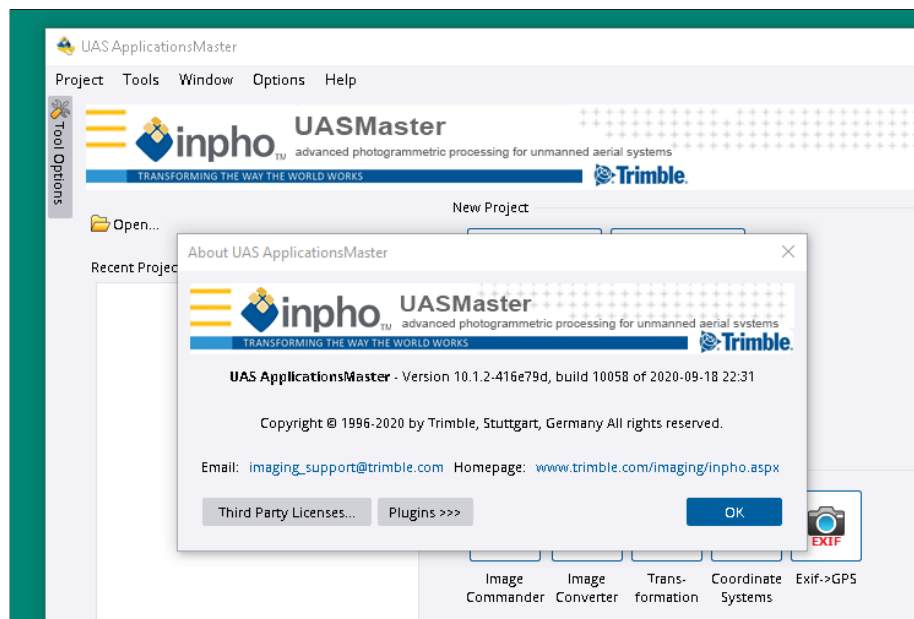 UAS ApplicationsMaster
Project Tools Window Options Help
Tool Options
inpho TM
UASMaster
advanced photogrammetric processing for unmanned aerial systems
TRANSFORMING THE WAY THE WORLD WORKS
Trimble.
Open...
New Project
Recent Projec
About UAS ApplicationsMaster
inpho TM
UASMaster
advanced photogrammetric processing for unmanned aerial systems
TRANSFORMING THE WAY THE WORLD WORKS
Trimble.
UAS ApplicationsMaster - Version 10.1.2-416e79d, build 10058 of 2020-09-18 22:31
Copyright © 1996-2020 by Trimble, Stuttgart, Germany All rights reserved.
Email: imaging_support@trimble.com Homepage: www.trimble.com/imaging/inpho.aspx
Third Party Licenses... Plugins >>> OK
EXIF
Image Image Trans- Coordinate Exif->GPS
Commander Converter formation Systems